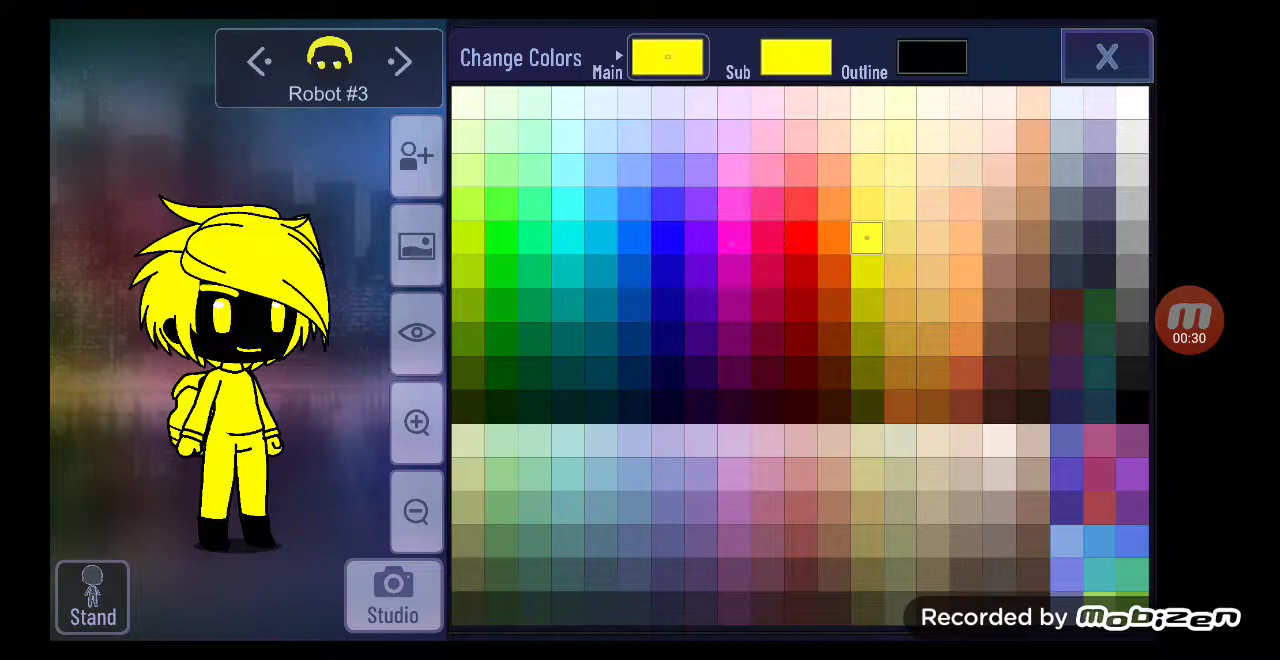 Robot #3
Change Colors
Main
Sub
Outline
X
00:30
Stand
Studio
Recorded by mobizen